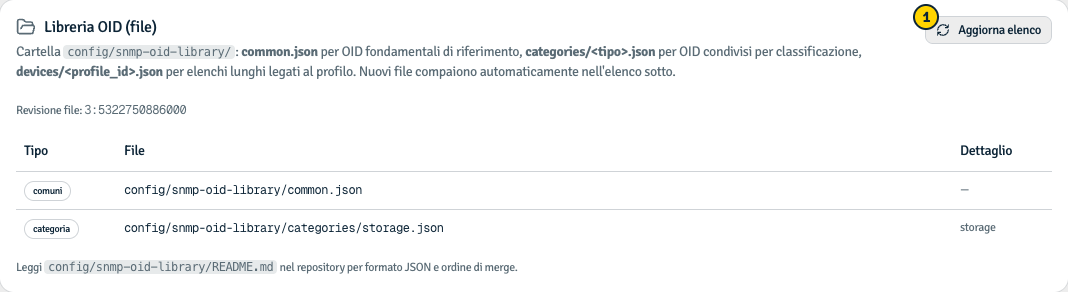 Libreria OID (file)
1
Aggiorna elenco
Cartella config/snmp-oid-library/: common.json per OID fondamentali di riferimento, categories/<tipo>.json per OID condivisi per classificazione,
devices/<profile_id>.json per elenchi lunghi legati al profilo. Nuovi file compaiono automaticamente nell'elenco sotto.
Revisione file: 3:5322750886000
Tipo File Dettaglio
comuni config/snmp-oid-library/common.json —
categoria config/snmp-oid-library/categories/storage.json storage
Leggi config/snmp-oid-library/README.md nel repository per formato JSON e ordine di merge.